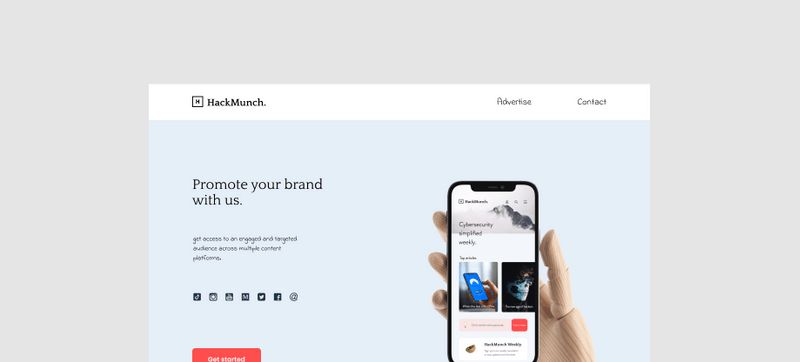 HackMunch.
Advertise
Contact
Promote your brand
with us.
get access to an engaged and targeted
audience across multiple content
platforms.
HackMunch.
Cybersecurity
simplified
weekly.
Top articles
HackMunch Weekly
Get started